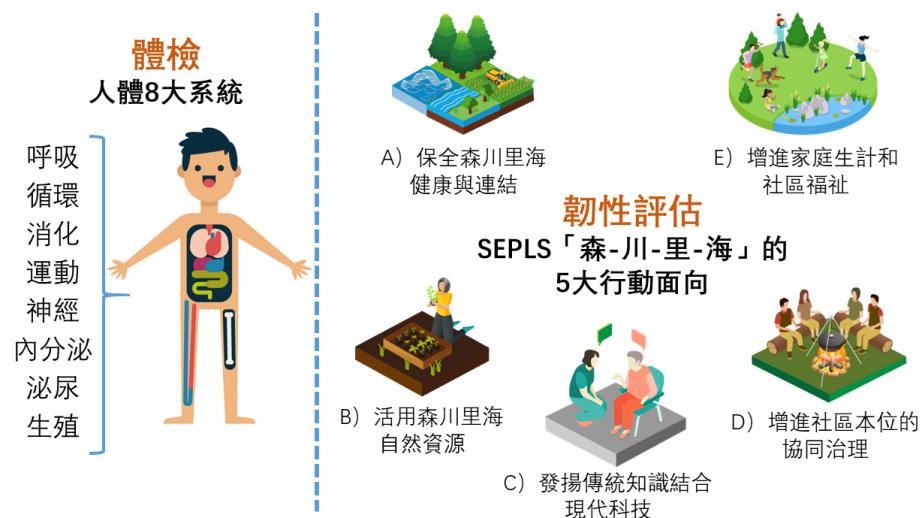 體檢
人體8大系統
呼吸
循環
消化
運動
神經
內分泌
泌尿
生殖
A）保全森川里海
健康與連結
E）增進家庭生計和
社區福祉
韌性評估
SEPLS「森-川-里-海」的
5大行動面向
B）活用森川里海
自然資源
C）發揚傳統知識結合
現代科技
D）增進社區本位的
協同治理